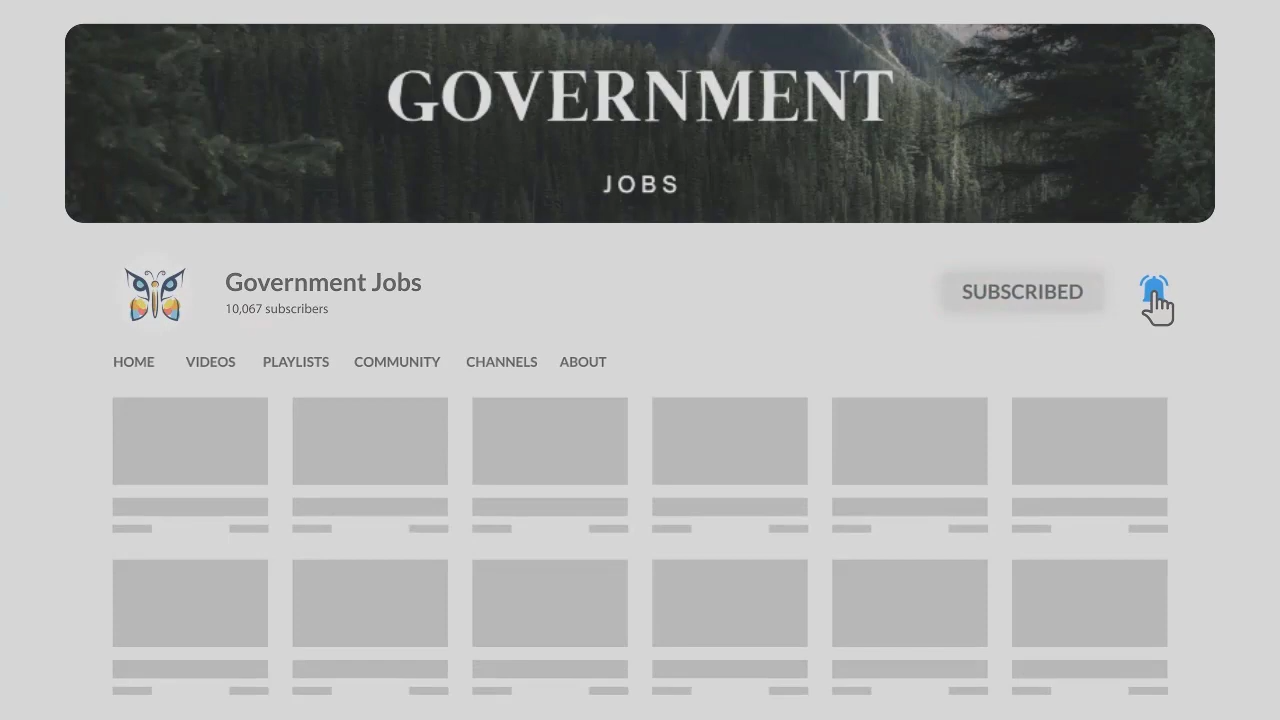 GOVERNMENT
JOBS
Government Jobs
10,067 subscribers
SUBSCRIBED
HOME VIDEOS PLAYLISTS COMMUNITY CHANNELS ABOUT